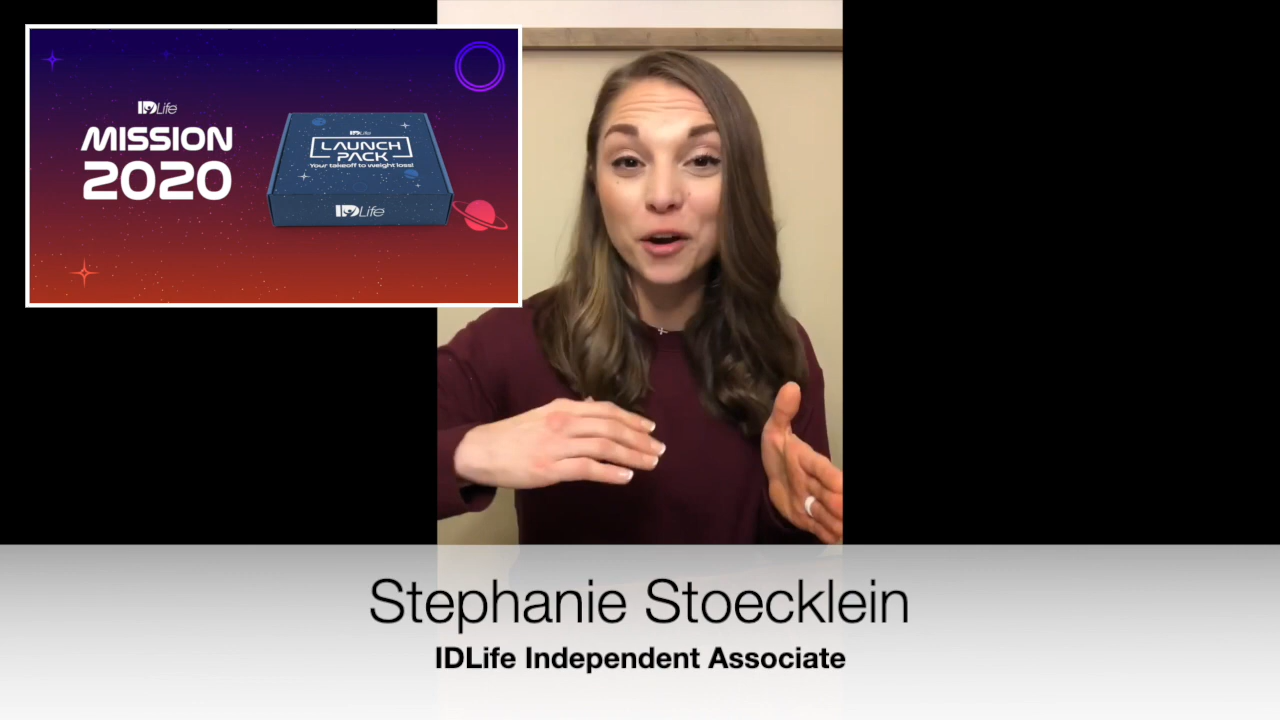 IDLife
MISSION
2020
IDLife
LAUNCH
PACK
Your takeoff to weight loss!
IDLife
Stephanie Stoecklein
IDLife Independent Associate